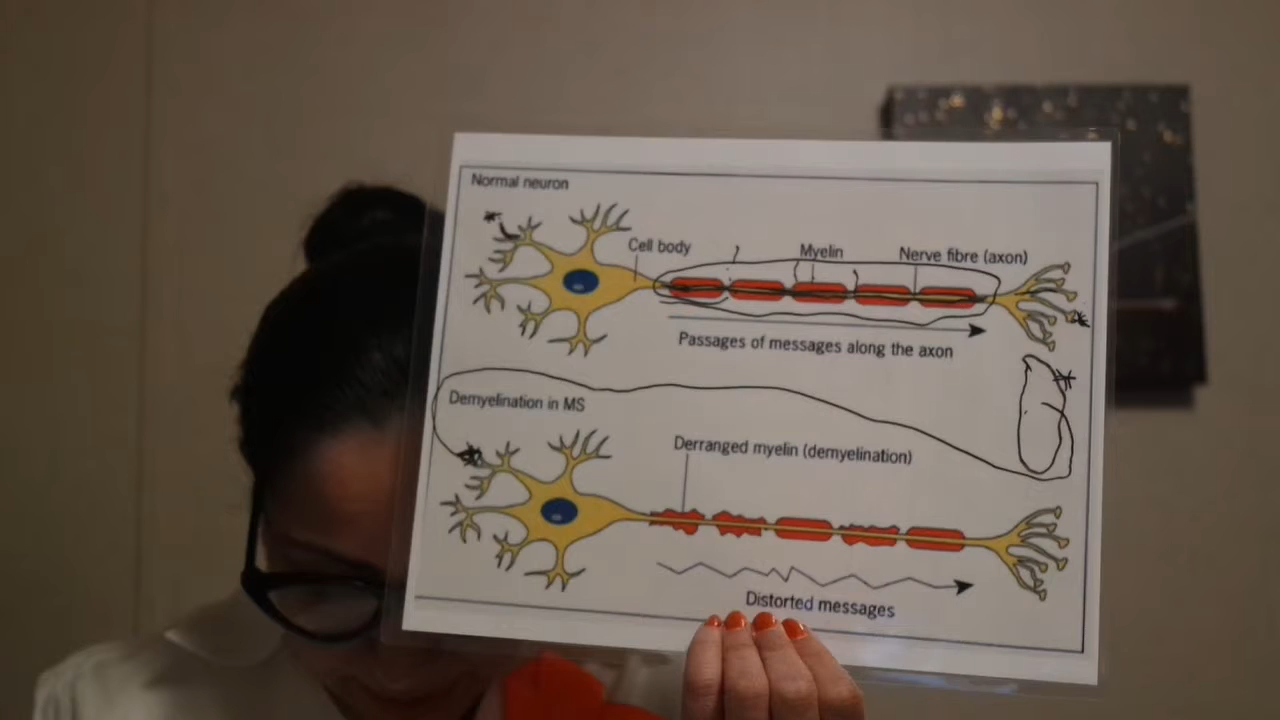 Normal neuron
Cell body
Myelin
Nerve fibre (axon)
Passages of messages along the axon
Demyelination in MS
Derranged myelin (demyelination)
Distorted messages